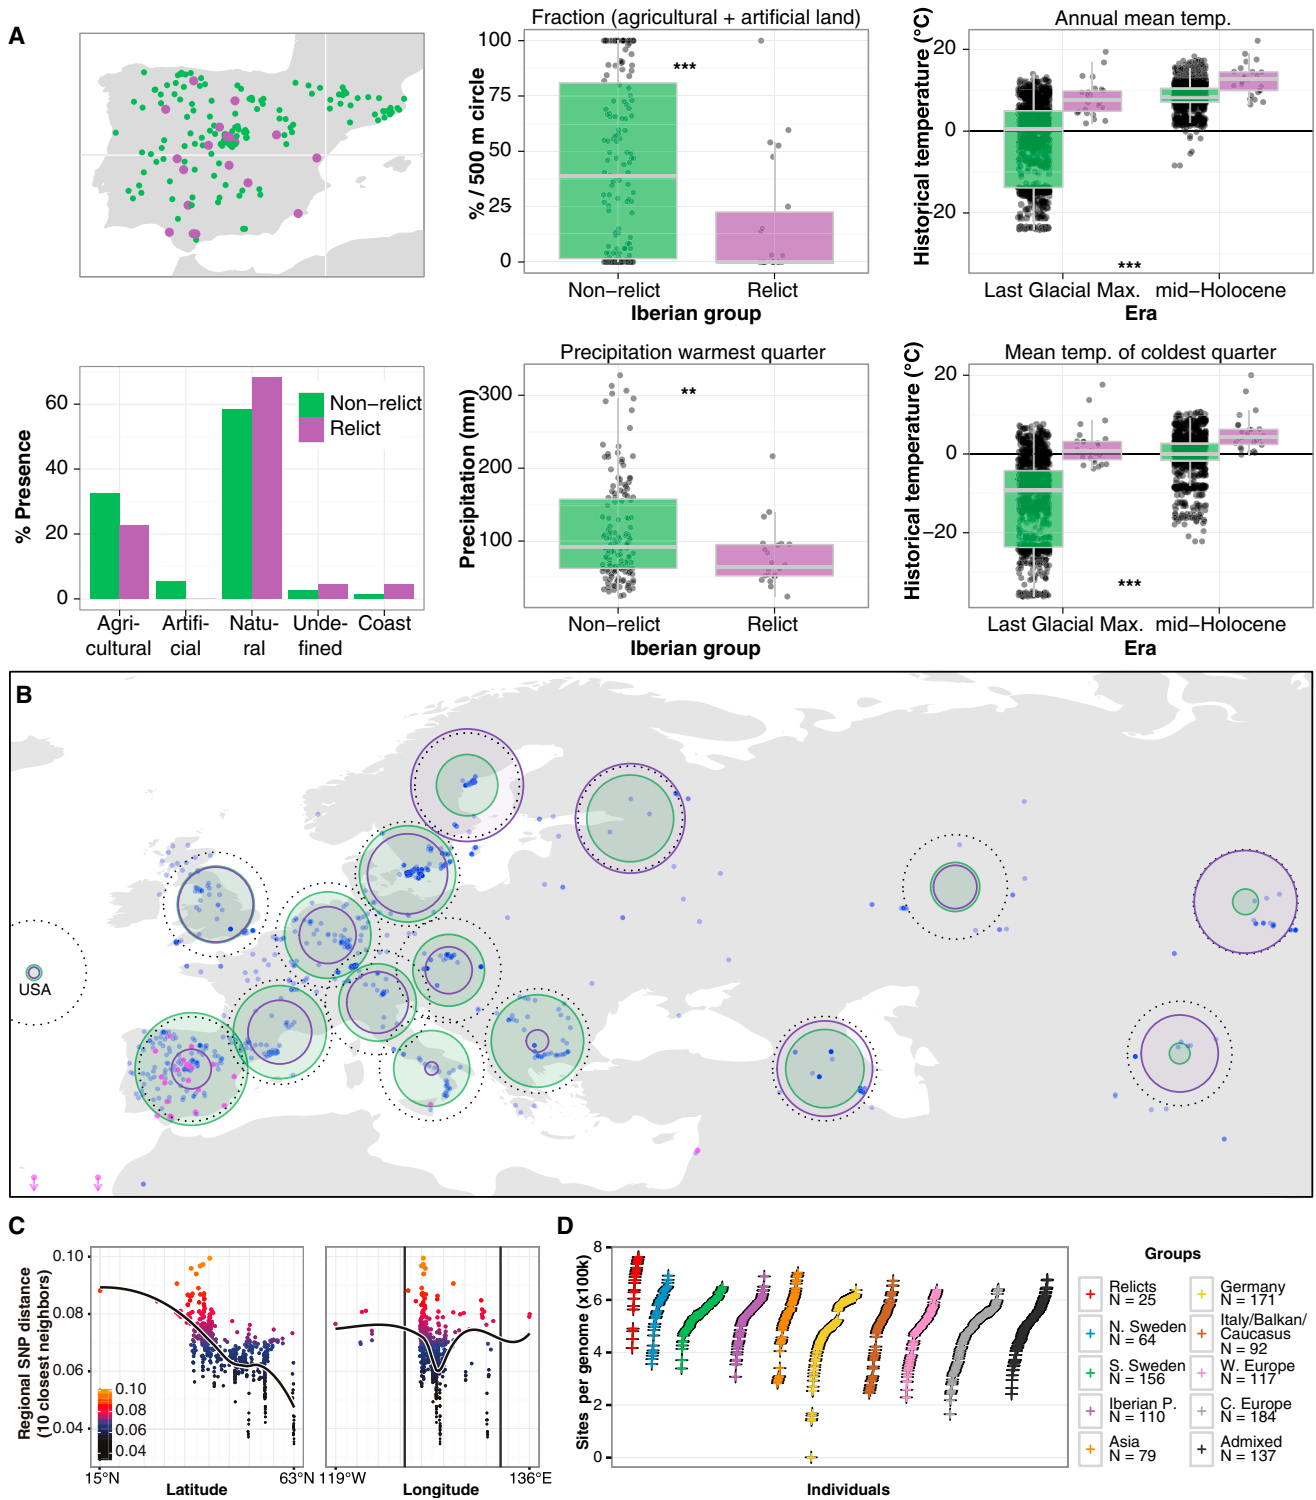 A
Fraction (agricultural + artificial land)
% / 500 m circle
100
75
50
25
0
***
Non−relict
Relict
Iberian group
Annual mean temp.
Historical temperature (°C)
20
0
−20
***
Last Glacial Max.
mid−Holocene
Era
% Presence
60
40
20
0
Non−relict
Relict
Agri-
cultural
Artifi-
cial
Natu-
ral
Unde-
fined
Coast
Precipitation warmest quarter
Precipitation (mm)
300
200
100
**
Non−relict
Relict
Iberian group
Mean temp. of coldest quarter
Historical temperature (°C)
20
0
−20
***
Last Glacial Max.
mid−Holocene
Era
B
USA
C
Regional SNP distance
(10 closest neighbors)
0.10
0.08
0.06
0.04
0.10
0.08
0.06
0.04
15°N
63°N
Latitude
119°W
136°E
Longitude
D
Sites per genome (x100k)
8
6
4
2
0
Individuals
Groups
Relicts
N = 25
N. Sweden
N = 64
S. Sweden
N = 156
Iberian P.
N = 110
Asia
N = 79
Germany
N = 171
Italy/Balkan/
Caucasus
N = 92
W. Europe
N = 117
C. Europe
N = 184
Admixed
N = 137